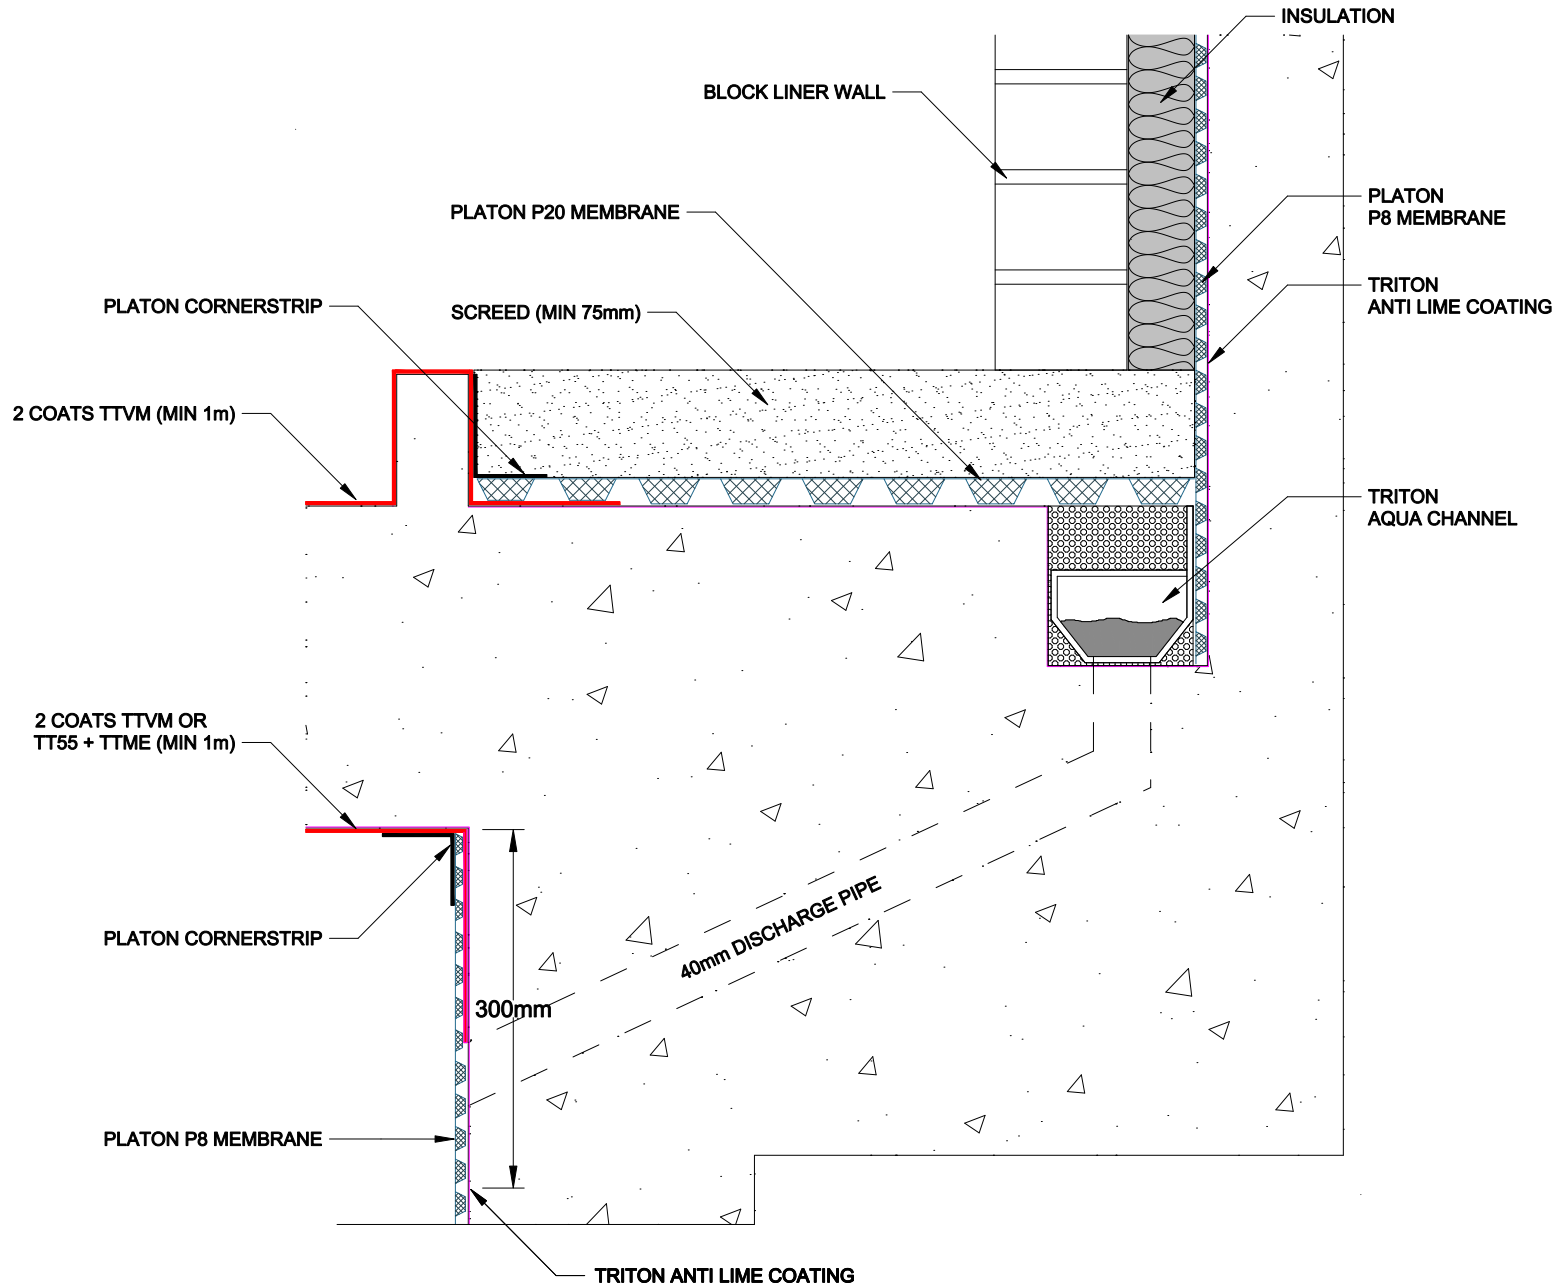 INSULATION
BLOCK LINER WALL
PLATON P20 MEMBRANE
PLATON
P8 MEMBRANE
PLATON CORNERSTRIP
SCREED (MIN 75mm)
TRITON
ANTI LIME COATING
2 COATS TTVM (MIN 1m)
TRITON
AQUA CHANNEL
2 COATS TTVM OR
TT55 + TTME (MIN 1m)
40mm DISCHARGE PIPE
PLATON CORNERSTRIP
300mm
PLATON P8 MEMBRANE
TRITON ANTI LIME COATING